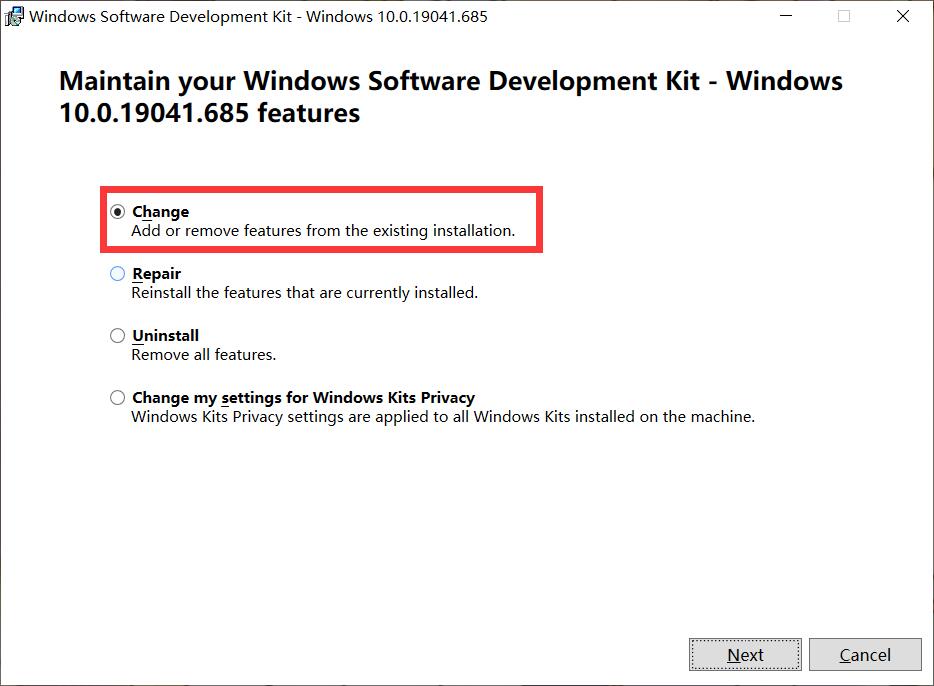 Windows Software Development Kit - Windows 10.0.19041.685
Maintain your Windows Software Development Kit - Windows
10.0.19041.685 features
Change
Add or remove features from the existing installation.
Repair
Reinstall the features that are currently installed.
Uninstall
Remove all features.
Change my settings for Windows Kits Privacy
Windows Kits Privacy settings are applied to all Windows Kits installed on the machine.
Next
Cancel